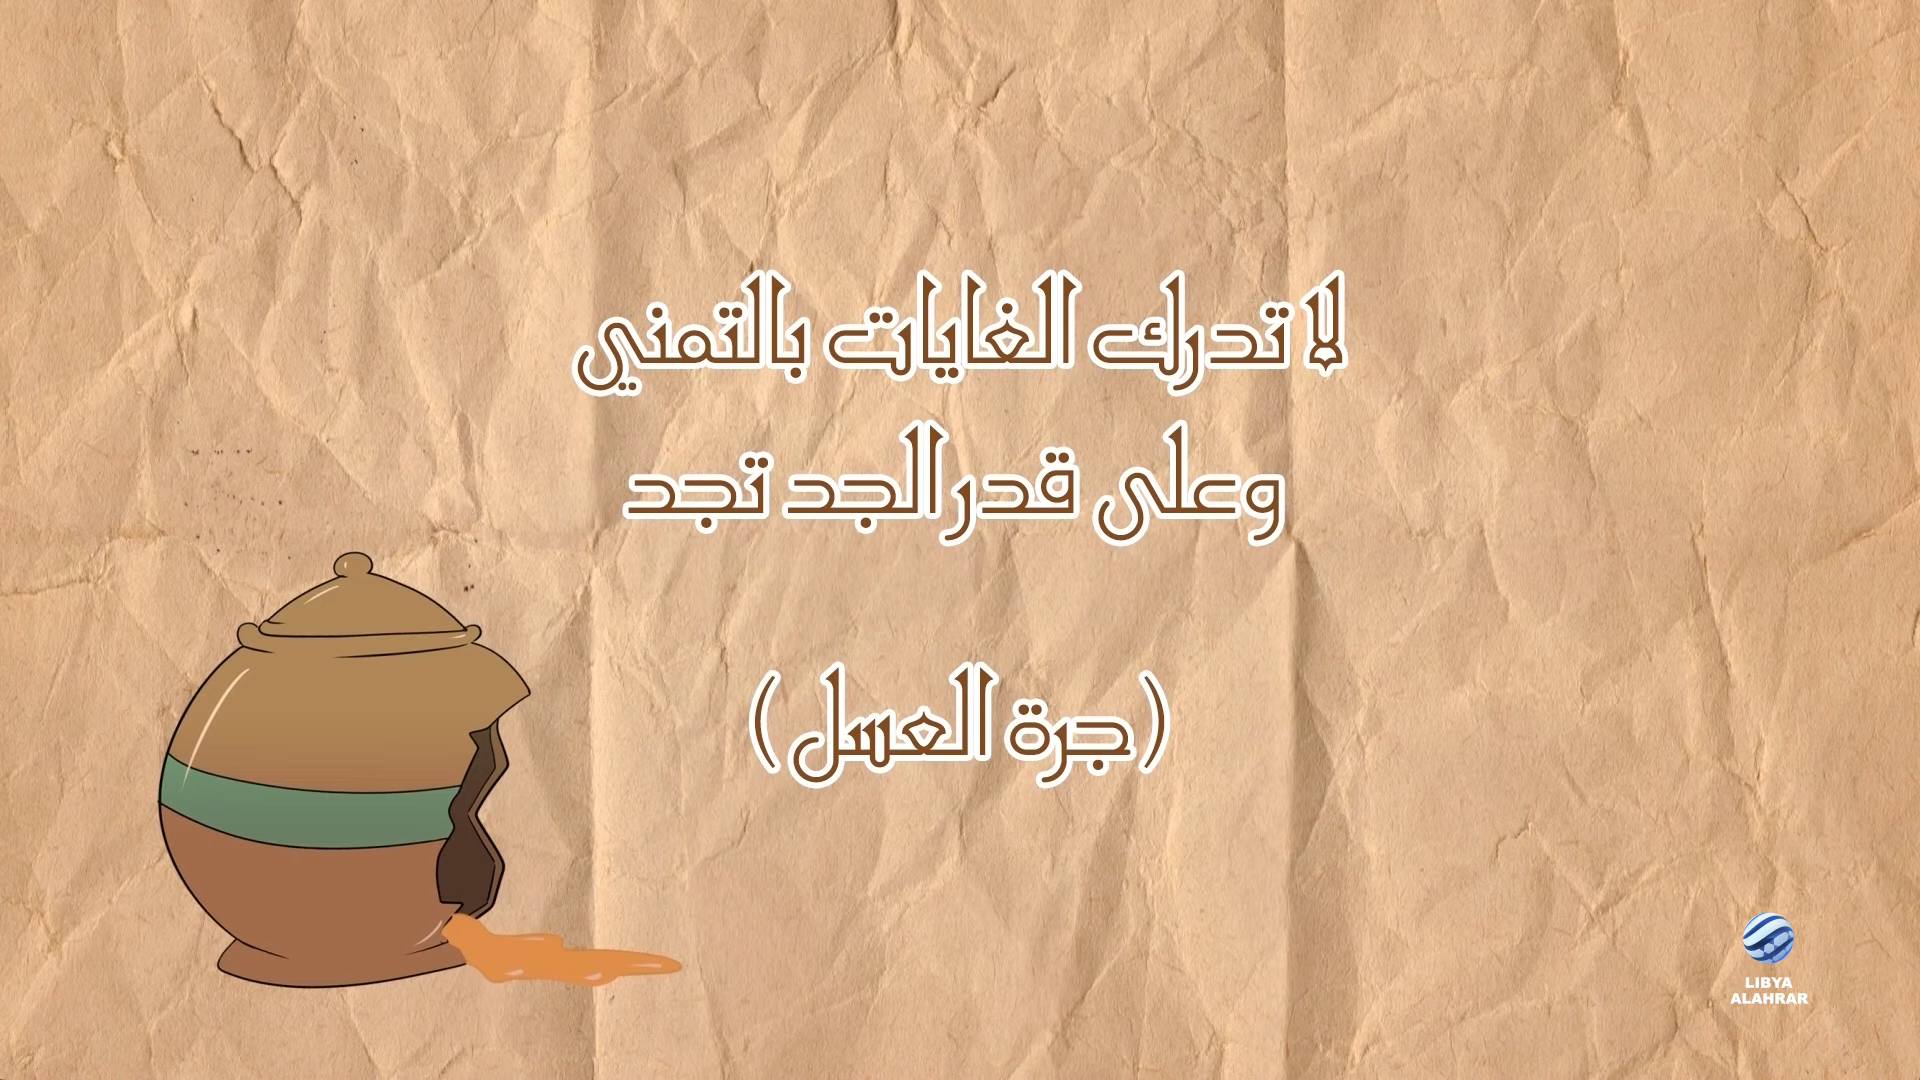 لا تدرك الغايات بالتمني
وعلى قدر الجد تجد
(جرة العسل)
LIBYA
ALAHRAR